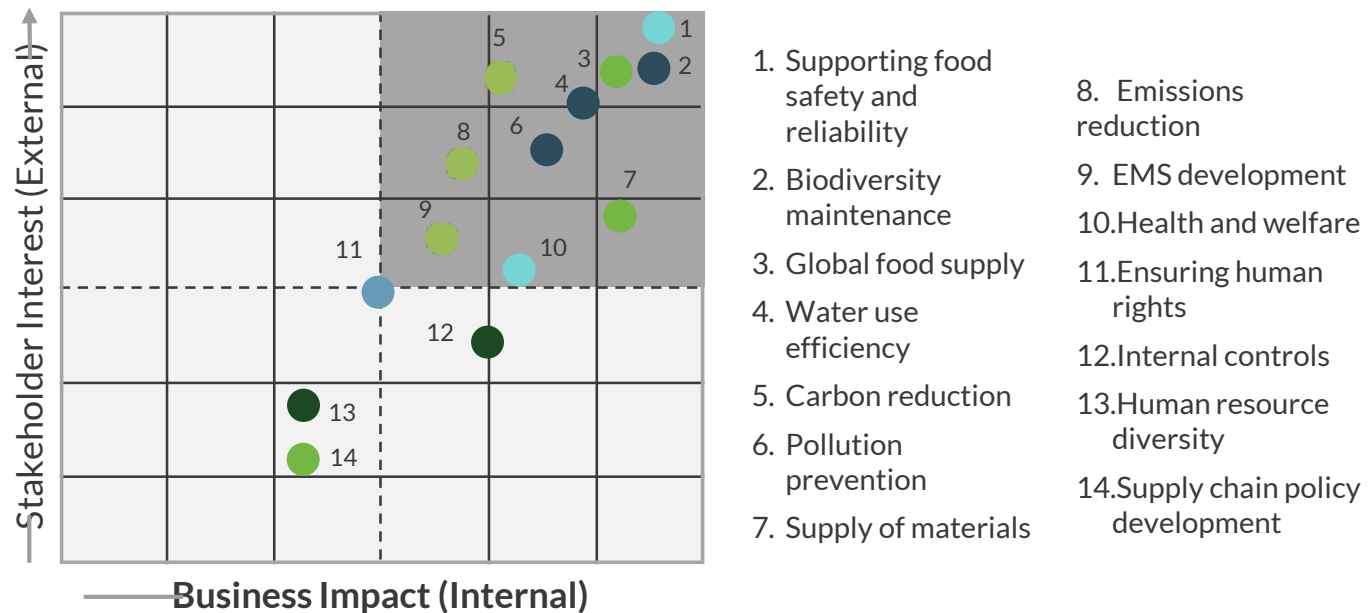 Stakeholder Interest (External)
1
2
3
4
5
6
7
8
9
10
11
12
13
14
Business Impact (Internal)
1. Supporting food
safety and
reliability
2. Biodiversity
maintenance
3. Global food supply
4. Water use
efficiency
5. Carbon reduction
6. Pollution
prevention
7. Supply of materials
8. Emissions
reduction
9. EMS development
10.Health and welfare
11.Ensuring human
rights
12.Internal controls
13.Human resource
diversity
14.Supply chain policy
development